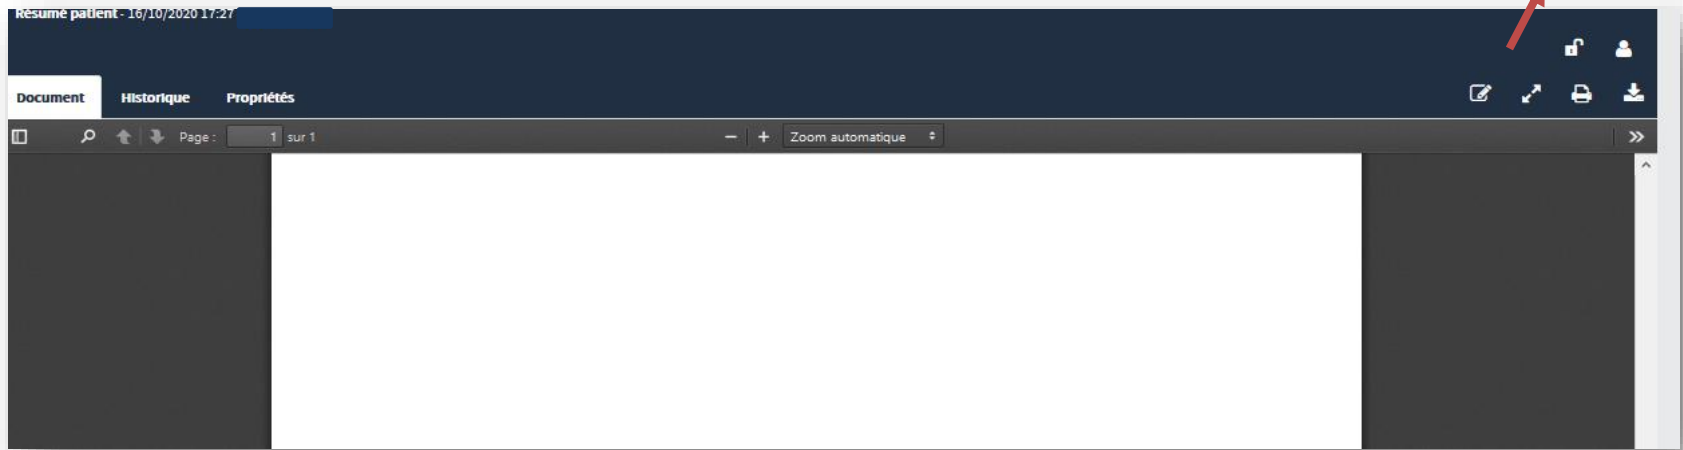 Résumé patient - 16/10/2020 17:27
Document Historique Propriétés
Page : 1 sur 1 Zoom automatique